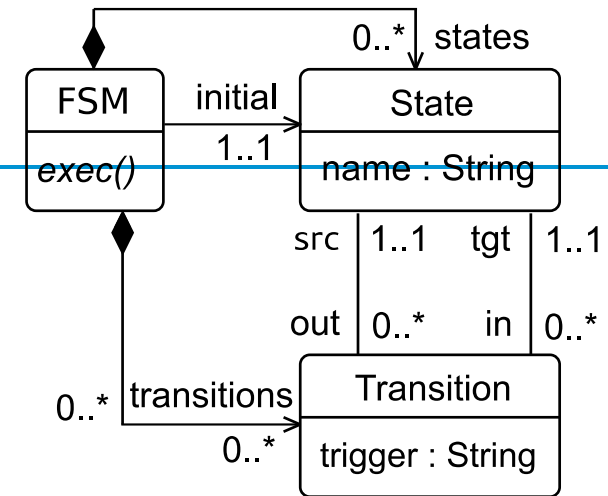 0..* states
FSM
initial
State
1..1
exec()
name : String
src 1..1 tgt 1..1
out 0..* in 0..*
Transition
0..* transitions
0..*
trigger : String